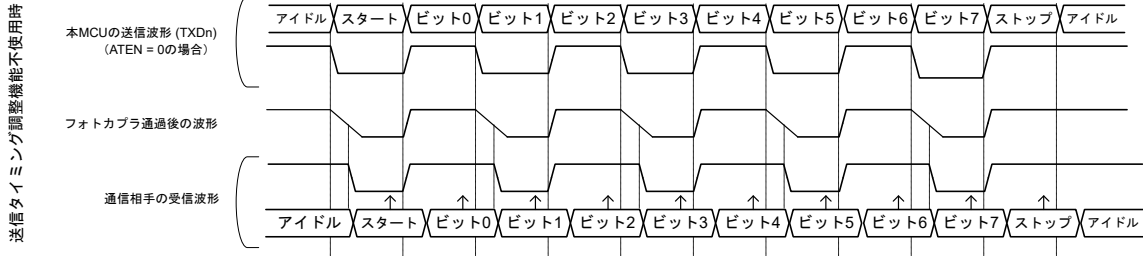 送信タイミング調整機能不使用時
本MCUの送信波形 (TXDn)
（ATEN = 0の場合）
アイドル スタート ビット0 ビット1 ビット2 ビット3 ビット4 ビット5 ビット6 ビット7 ストップ アイドル
フォトカプラ通過後の波形
通信相手の受信波形
アイドル スタート ビット0 ビット1 ビット2 ビット3 ビット4 ビット5 ビット6 ビット7 ストップ アイドル